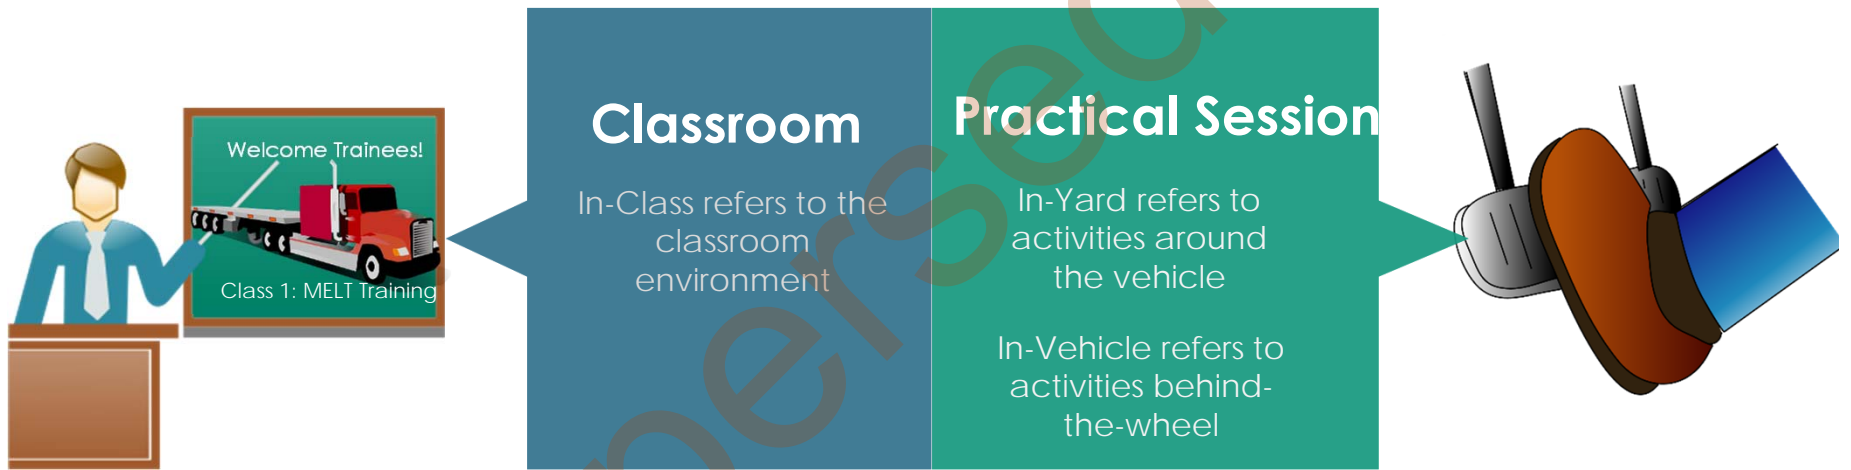 Welcome Trainees!
Class 1: MELT Training
Classroom
In-Class refers to the
classroom
environment
Practical Session
In-Yard refers to
activities around
the vehicle
In-Vehicle refers to
activities behind-
the-wheel
persed